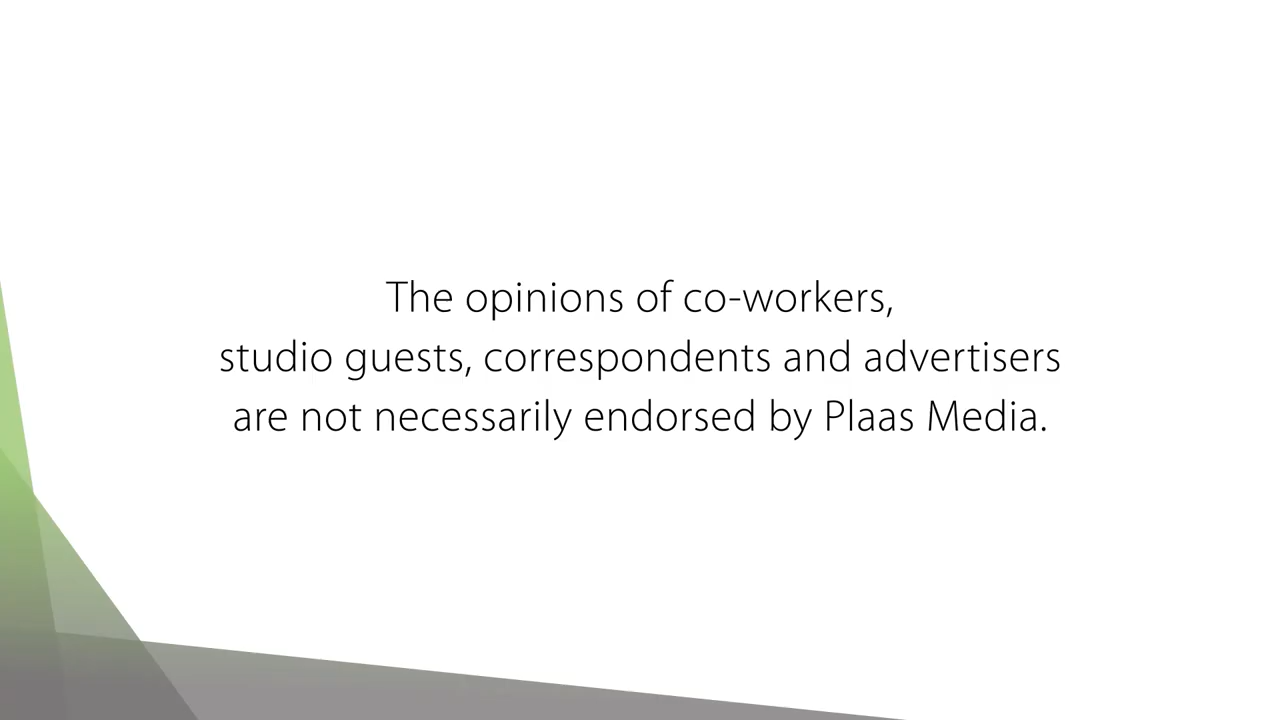 The opinions of co-workers,
studio guests, correspondents and advertisers
are not necessarily endorsed by Plaas Media.